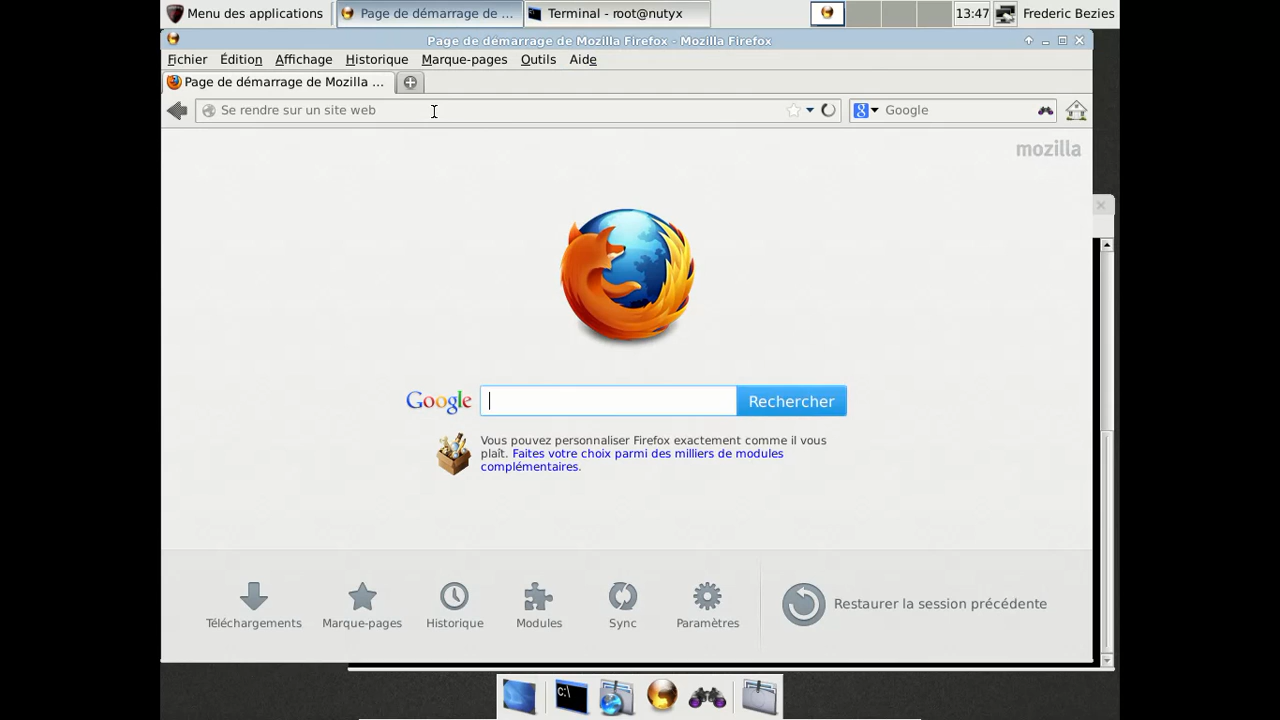 Menu des applications
Page de démarrage de ...
Terminal - root@nutyx
13:47
Frederic Bezies
Page de démarrage de Mozilla Firefox - Mozilla Firefox
Fichier Édition Affichage Historique Marque-pages Outils Aide
Page de démarrage de Mozilla ...
Se rendre sur un site web
8 Google
mozilla
Google
Rechercher
Vous pouvez personnaliser Firefox exactement comme il vous
plaît. Faites votre choix parmi des milliers de modules
complémentaires.
Téléchargements Marque-pages Historique Modules Sync Paramètres
Restaurer la session précédente
C:\